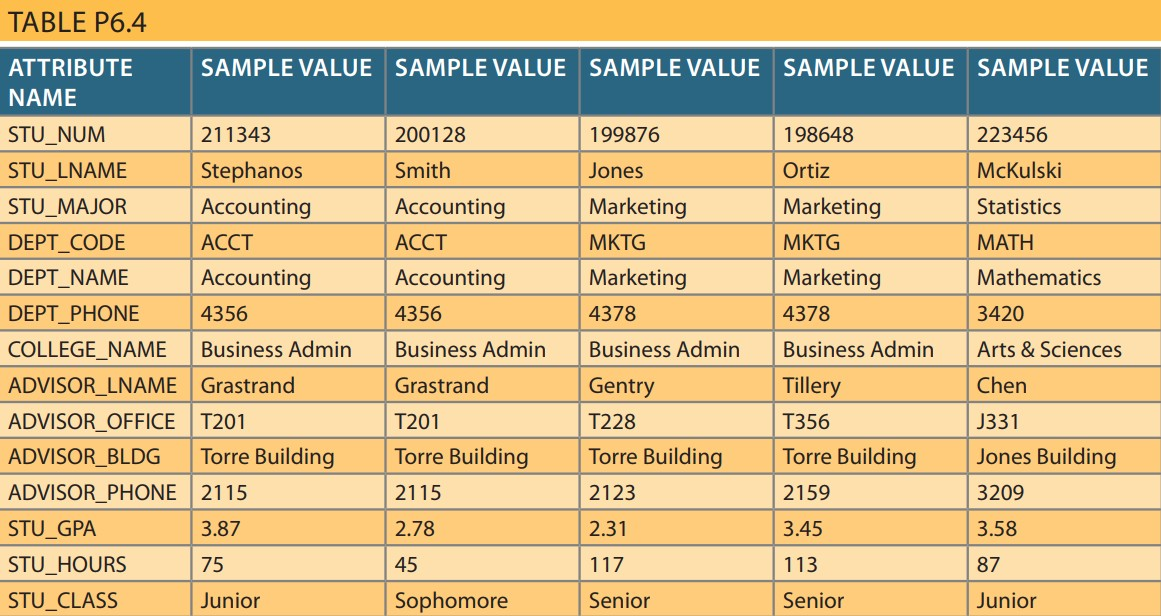 TABLE P6.4
ATTRIBUTE NAME SAMPLE VALUE SAMPLE VALUE SAMPLE VALUE SAMPLE VALUE SAMPLE VALUE
STU_NUM 211343 200128 199876 198648 223456
STU_LNAME Stephanos Smith Jones Ortiz McKulski
STU_MAJOR Accounting Accounting Marketing Marketing Statistics
DEPT_CODE ACCT ACCT MKTG MKTG MATH
DEPT_NAME Accounting Accounting Marketing Marketing Mathematics
DEPT_PHONE 4356 4356 4378 4378 3420
COLLEGE_NAME Business Admin Business Admin Business Admin Business Admin Arts & Sciences
ADVISOR_LNAME Grastrand Grastrand Gentry Tillery Chen
ADVISOR_OFFICE T201 T201 T228 T356 J331
ADVISOR_BLDG Torre Building Torre Building Torre Building Torre Building Jones Building
ADVISOR_PHONE 2115 2115 2123 2159 3209
STU_GPA 3.87 2.78 2.31 3.45 3.58
STU_HOURS 75 45 117 113 87
STU_CLASS Junior Sophomore Senior Senior Junior